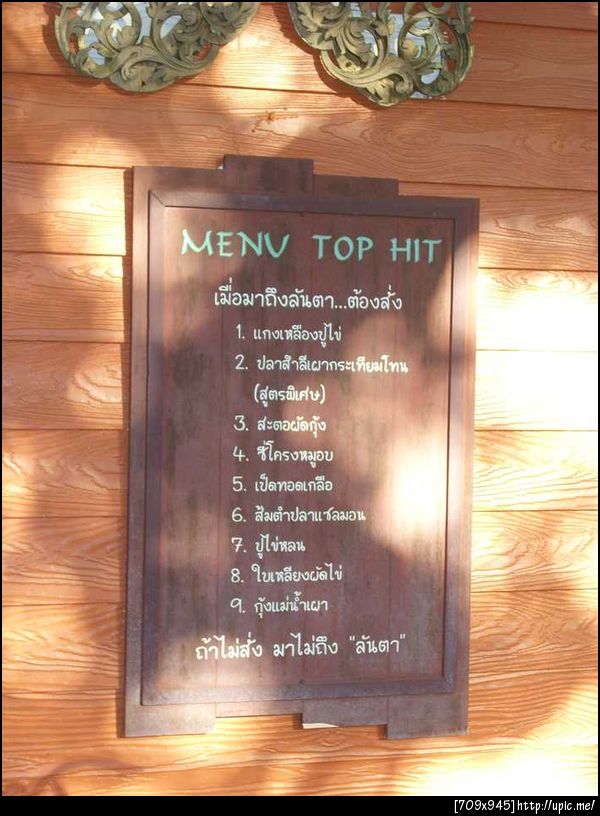 MENU TOP HIT
เมื่อมาถึงลันตา...ต้องสั่ง
1. แกงเหลืองปูไข่
2. ปลาสำลีเผากระเทียมโทน
(สูตรพิเศษ)
3. สะตอผัดกุ้ง
4. ซี่โครงหมูอบ
5. เป็ดทอดเกลือ
6. ส้มตำปลาแซลมอน
7. ปูไข่หลน
8. ใบเหลียงผัดไข่
9. กุ้งแม่น้ำเผา
ถ้าไม่สั่ง มาไม่ถึง "ลันตา"
[709x945]http://upic.me/